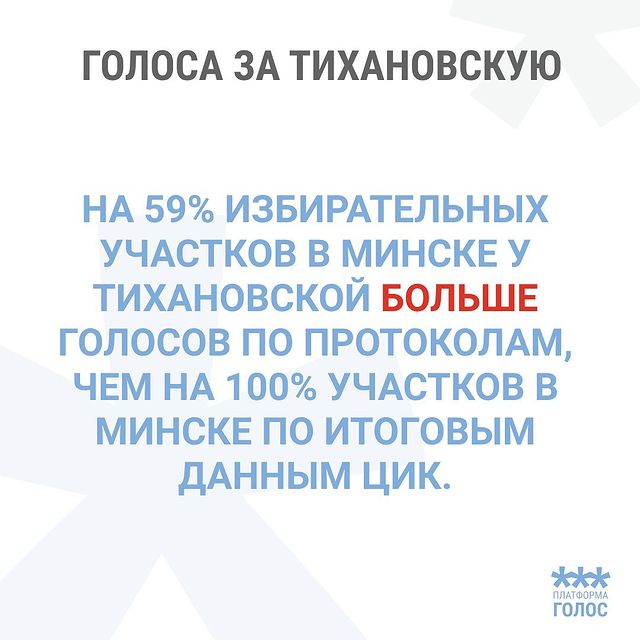 ГОЛОСА ЗА ТИХАНОВСКУЮ
НА 59% ИЗБИРАТЕЛЬНЫХ
УЧАСТКОВ В МИНСКЕ У
ТИХАНОВСКОЙ БОЛЬШЕ
ГОЛОСОВ ПО ПРОТОКОЛАМ,
ЧЕМ НА 100% УЧАСТКОВ В
МИНСКЕ ПО ИТОГОВЫМ
ДАННЫМ ЦИК.
ПЛАТФОРМА
ГОЛОС